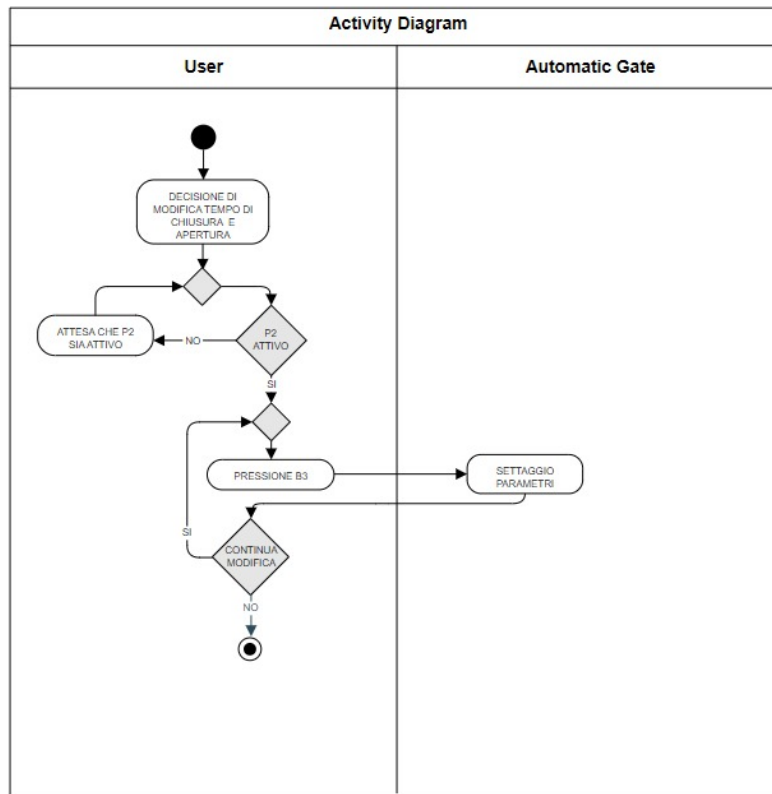 Activity Diagram
User
Automatic Gate
DECISIONE DI
MODIFICA TEMPO DI
CHIUSURA E
APERTURA
P2
ATTIVO
ATTESA CHE P2
SIA ATTIVO
NO
SI
PRESSIONE B3
SETTAGGIO
PARAMETRI
SI
CONTINUA
MODIFICA
NO